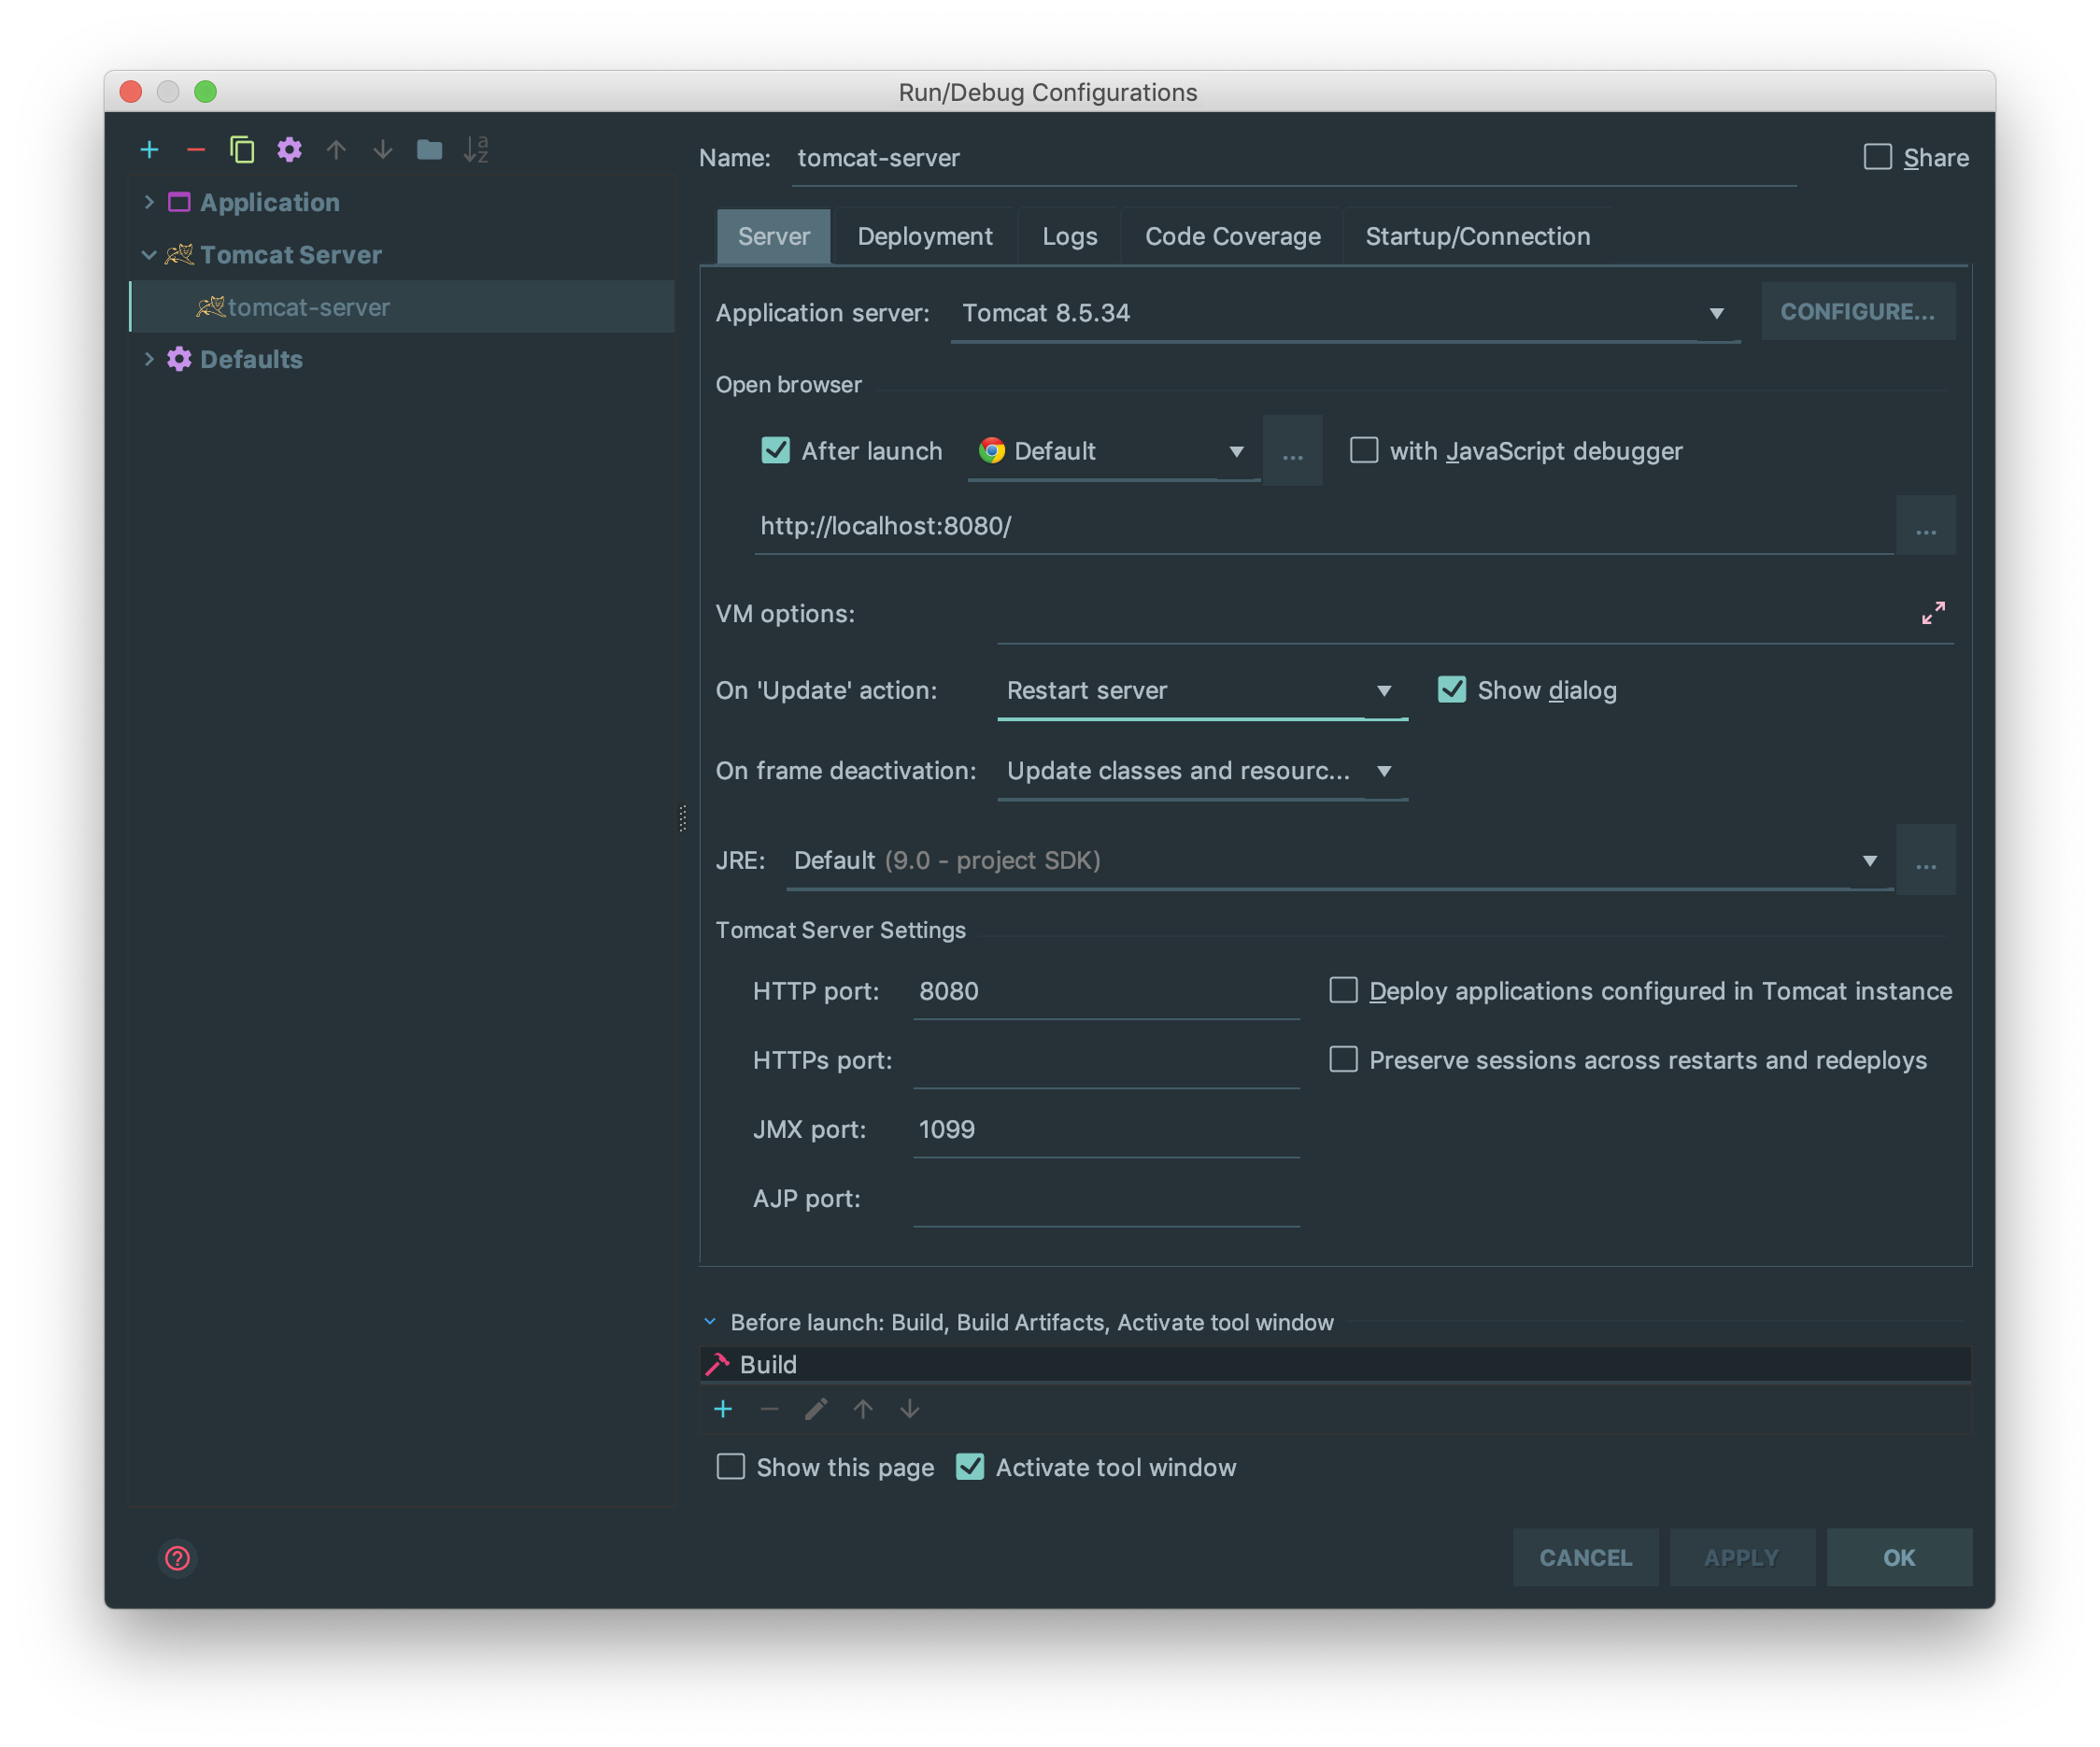 Run/Debug Configurations
Name: tomcat-server
Share
Application
Tomcat Server
tomcat-server
Defaults
Server Deployment Logs Code Coverage Startup/Connection
Application server: Tomcat 8.5.34 CONFIGURE...
Open browser
After launch Default ... with JavaScript debugger
http://localhost:8080/ ...
VM options:
On 'Update' action: Restart server Show dialog
On frame deactivation: Update classes and resourc...
JRE: Default (9.0 - project SDK) ...
Tomcat Server Settings
HTTP port: 8080 Deploy applications configured in Tomcat instance
HTTPs port: Preserve sessions across restarts and redeploys
JMX port: 1099
AJP port:
Before launch: Build, Build Artifacts, Activate tool window
Build
Show this page Activate tool window
? CANCEL APPLY OK